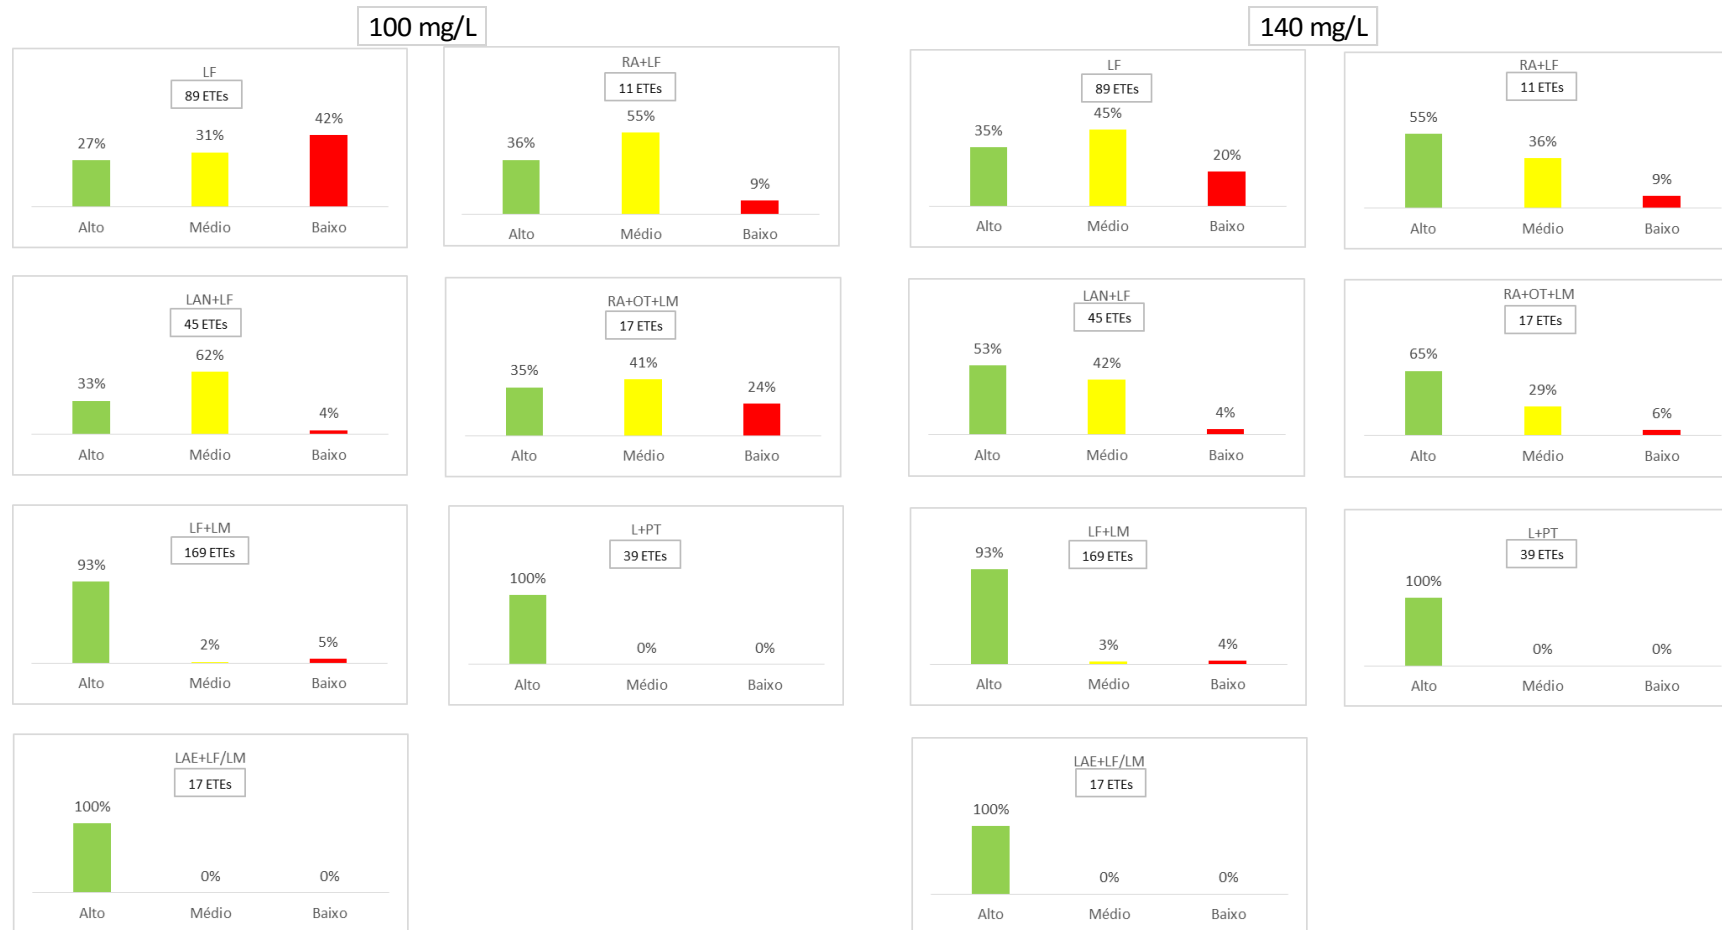 100 mg/L
LF
89 ETEs
27%
31%
42%
Alto
Médio
Baixo
RA+LF
11 ETEs
36%
55%
9%
Alto
Médio
Baixo
LAN+LF
45 ETEs
33%
62%
4%
Alto
Médio
Baixo
RA+OT+LM
17 ETEs
35%
41%
24%
Alto
Médio
Baixo
LF+LM
169 ETEs
93%
2%
5%
Alto
Médio
Baixo
L+PT
39 ETEs
100%
0%
0%
Alto
Médio
Baixo
LAE+LF/LM
17 ETEs
100%
0%
0%
Alto
Médio
Baixo
140 mg/L
LF
89 ETEs
35%
45%
20%
Alto
Médio
Baixo
RA+LF
11 ETEs
55%
36%
9%
Alto
Médio
Baixo
LAN+LF
45 ETEs
53%
42%
4%
Alto
Médio
Baixo
RA+OT+LM
17 ETEs
65%
29%
6%
Alto
Médio
Baixo
LF+LM
169 ETEs
93%
3%
4%
Alto
Médio
Baixo
L+PT
39 ETEs
100%
0%
0%
Alto
Médio
Baixo
LAE+LF/LM
17 ETEs
100%
0%
0%
Alto
Médio
Baixo